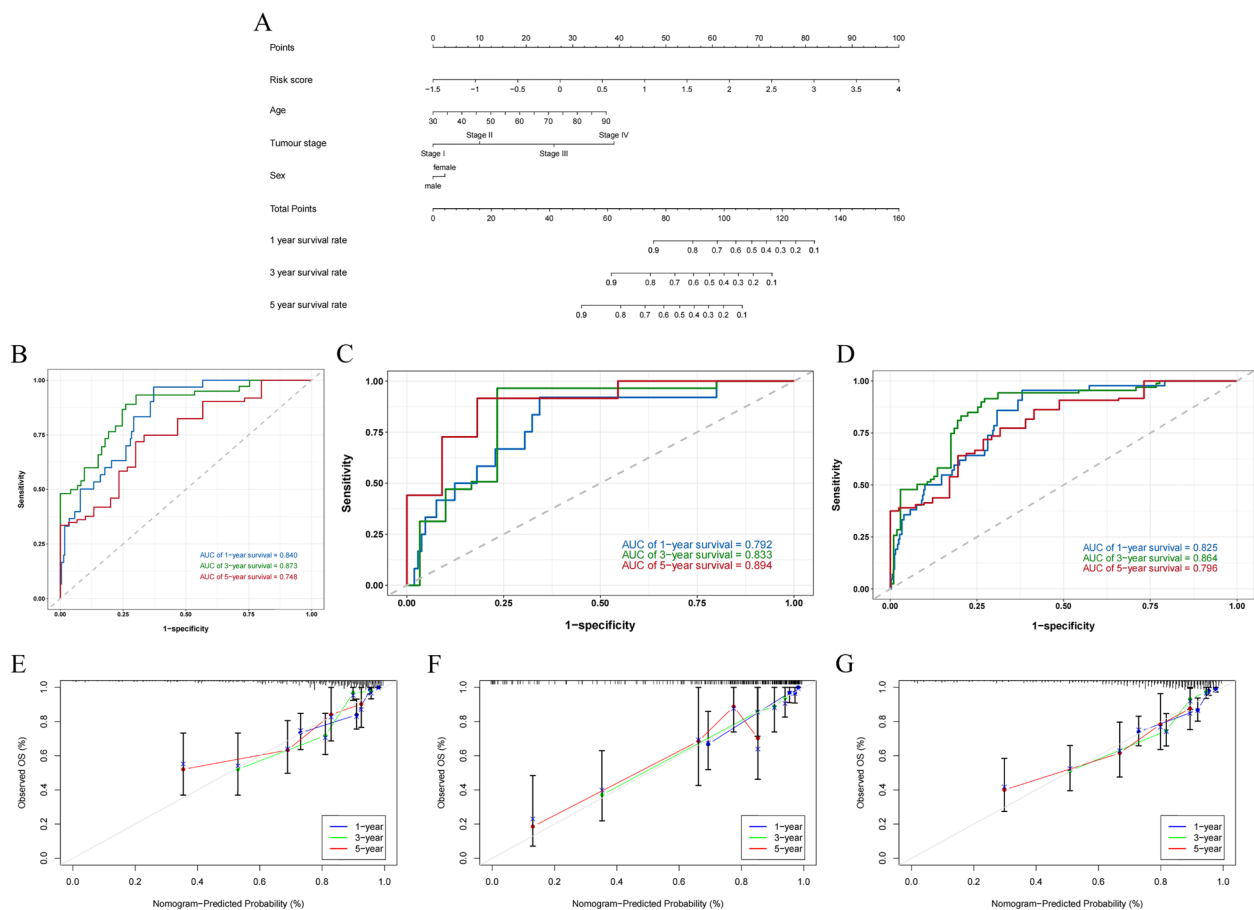 A
Points
0 10 20 30 40 50 60 70 80 90 100
Risk score
−1.5 −1 −0.5 0 0.5 1 1.5 2 2.5 3 3.5 4
Age
30 35 40 45 50 55 60 65 70 75 80 85 90
Stage II Stage IV
Tumour stage
Stage I Stage III
female
Sex
male
Total Points
0 20 40 60 80 100 120 140 160
1 year survival rate
0.9 0.8 0.7 0.6 0.5 0.4 0.3 0.2 0.1
3 year survival rate
0.9 0.8 0.7 0.6 0.5 0.4 0.3 0.2 0.1
5 year survival rate
0.9 0.8 0.7 0.6 0.5 0.4 0.3 0.2 0.1
B
1.00
0.75
0.50
0.25
0.00
Sensitivity
AUC of 1−year survival = 0.840
AUC of 3−year survival = 0.873
AUC of 5−year survival = 0.748
0.00 0.25 0.50 0.75 1.00
1−specificity
C
1.00
0.75
0.50
0.25
0.00
Sensitivity
AUC of 1−year survival = 0.792
AUC of 3−year survival = 0.833
AUC of 5−year survival = 0.894
0.00 0.25 0.50 0.75 1.00
1−specificity
D
1.00
0.75
0.50
0.25
0.00
Sensitivity
AUC of 1−year survival = 0.825
AUC of 3−year survival = 0.864
AUC of 5−year survival = 0.796
0.00 0.25 0.50 0.75 1.00
1−specificity
E
1.0
0.8
0.6
0.4
0.2
0.0
Observed OS (%)
1−year
3−year
5−year
0.0 0.2 0.4 0.6 0.8 1.0
Nomogram−Predicted Probability (%)
F
1.0
0.8
0.6
0.4
0.2
0.0
Observed OS (%)
1−year
3−year
5−year
0.0 0.2 0.4 0.6 0.8 1.0
Nomogram−Predicted Probability (%)
G
1.0
0.8
0.6
0.4
0.2
0.0
Observed OS (%)
1−year
3−year
5−year
0.0 0.2 0.4 0.6 0.8 1.0
Nomogram−Predicted Probability (%)